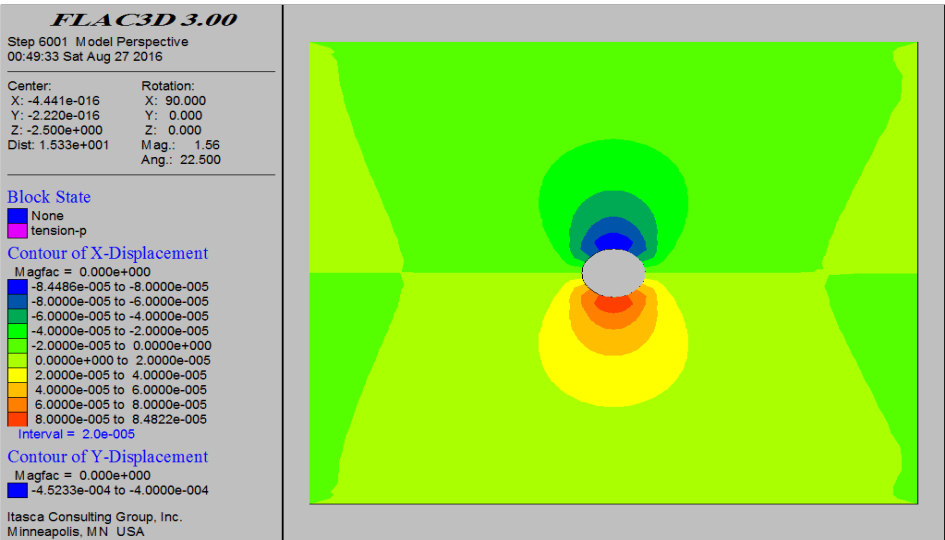 FLAC3D 3.00
Step 6001 Model Perspective
00:49:33 Sat Aug 27 2016
Center: Rotation:
X: -4.441e-016 X: 90.000
Y: -2.220e-016 Y: 0.000
Z: -2.500e+000 Z: 0.000
Dist: 1.533e+001 Mag.: 1.56
Ang.: 22.500
Block State
None
tension-p
Contour of X-Displacement
Magfac = 0.000e+000
-8.4486e-005 to -8.0000e-005
-8.0000e-005 to -6.0000e-005
-6.0000e-005 to -4.0000e-005
-4.0000e-005 to -2.0000e-005
-2.0000e-005 to 0.0000e+000
0.0000e+000 to 2.0000e-005
2.0000e-005 to 4.0000e-005
4.0000e-005 to 6.0000e-005
6.0000e-005 to 8.0000e-005
8.0000e-005 to 8.4822e-005
Interval = 2.0e-005
Contour of Y-Displacement
Magfac = 0.000e+000
-4.5233e-004 to -4.0000e-004
Itasca Consulting Group, Inc.
Minneapolis, MN USA